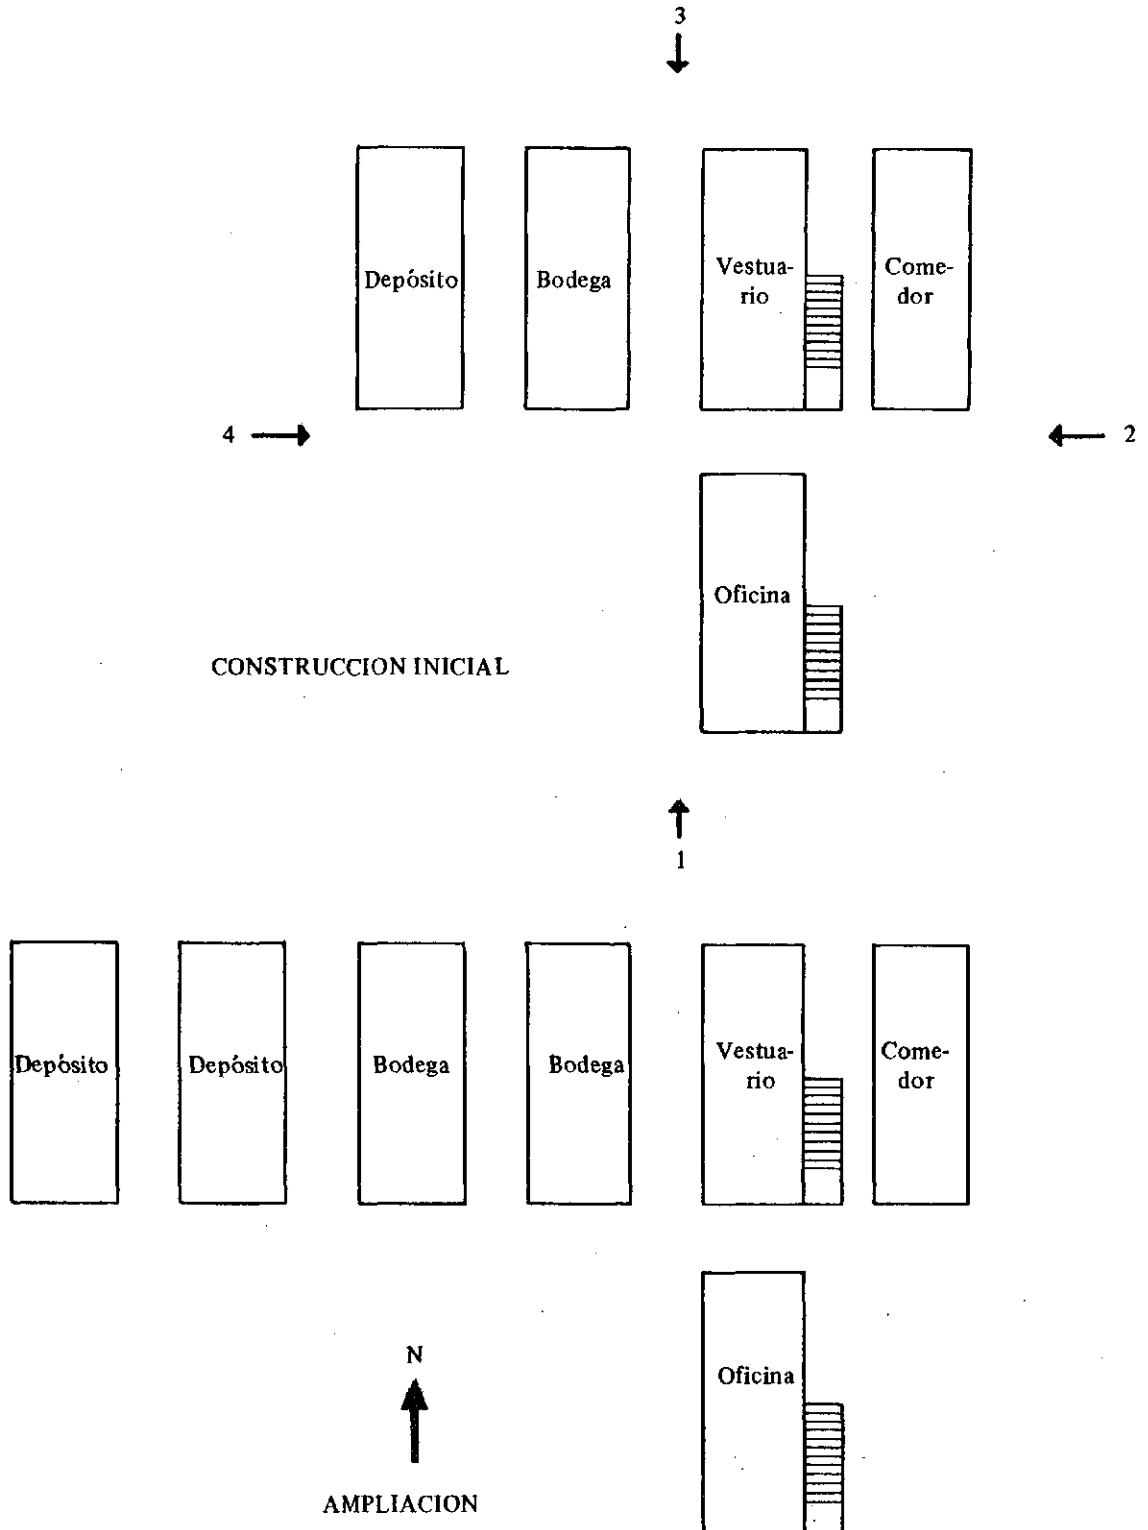 3
Depósito
Bodega
Vestua-
rio
Come-
dor
4
2
Oficina
CONSTRUCCION INICIAL
1
Depósito
Depósito
Bodega
Bodega
Vestua-
rio
Come-
dor
N
Oficina
AMPLIACION